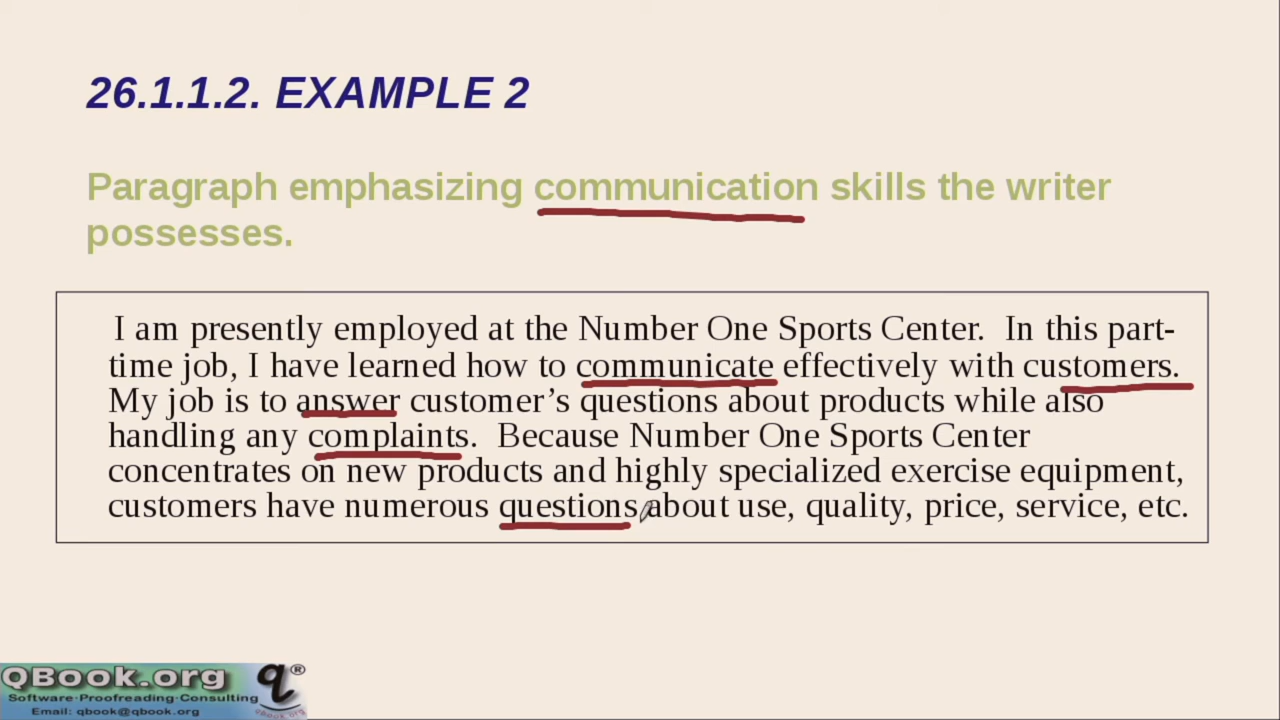 26.1.1.2. EXAMPLE 2
Paragraph emphasizing communication skills the writer
possesses.
I am presently employed at the Number One Sports Center.  In this part-
time job, I have learned how to communicate effectively with customers.
My job is to answer customer’s questions about products while also
handling any complaints.  Because Number One Sports Center
concentrates on new products and highly specialized exercise equipment,
customers have numerous questions about use, quality, price, service, etc.
QBook.org
Software·Proofreading·Consulting
Email: qbook@qbook.org
q®
qbook.org